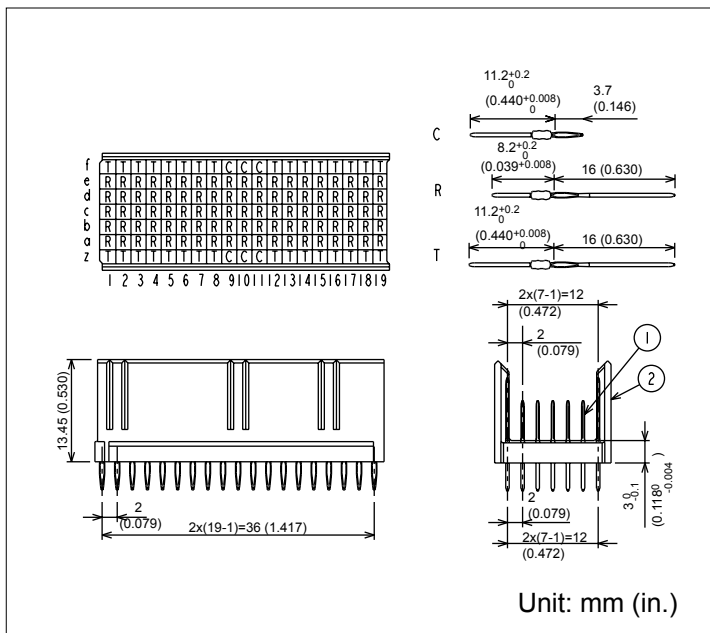 11.2 +0.2 0
(0.440 +0.008 0)
3.7
(0.146)
C
8.2 +0.2 0
(0.039 +0.008 0)
16 (0.630)
R
11.2 +0.2 0
(0.440 +0.008 0)
16 (0.630)
T
f T T T T T T T T C C C T T T T T T T T
e R R R R R R R R R R R R R R R R R R R
d R R R R R R R R R R R R R R R R R R R
c R R R R R R R R R R R R R R R R R R R
b R R R R R R R R R R R R R R R R R R R
a R R R R R R R R R R R R R R R R R R R
z T T T T T T T T C C C T T T T T T T T
1 2 3 4 5 6 7 8 9 10 11 12 13 14 15 16 17 18 19
13.45 (0.530)
2
(0.079)
2x(19-1)=36 (1.417)
2x(7-1)=12
(0.472)
2
(0.079)
1
2
3 0 -0.1
(0.118 0 -0.004)
2
(0.079)
2x(7-1)=12
(0.472)
Unit: mm (in.)